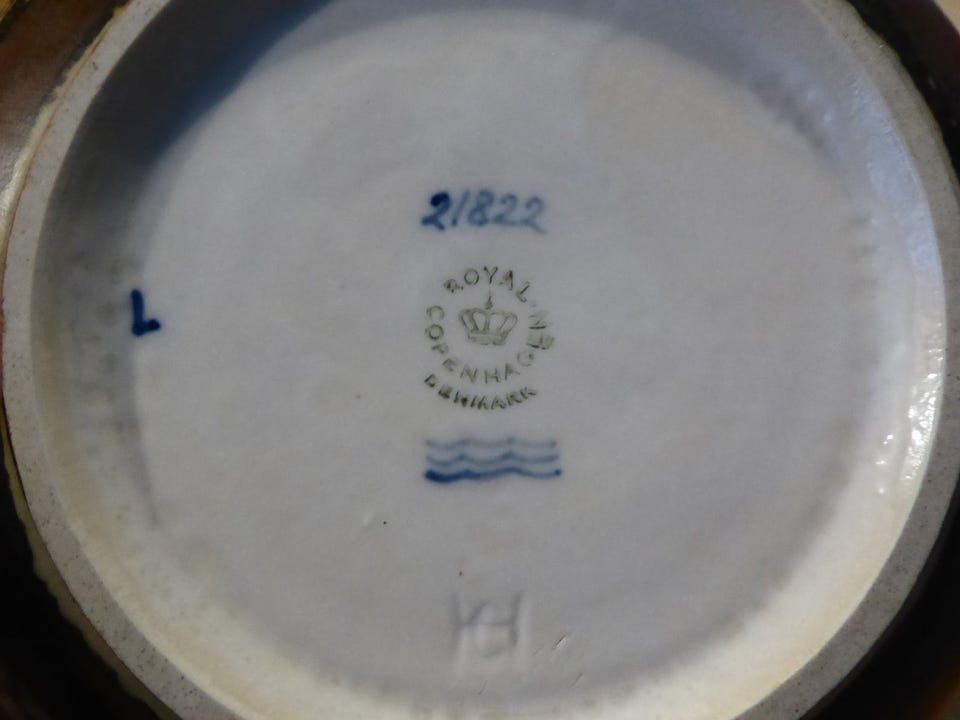 21822
ROYAL
COPENHAGEN
DENMARK
L